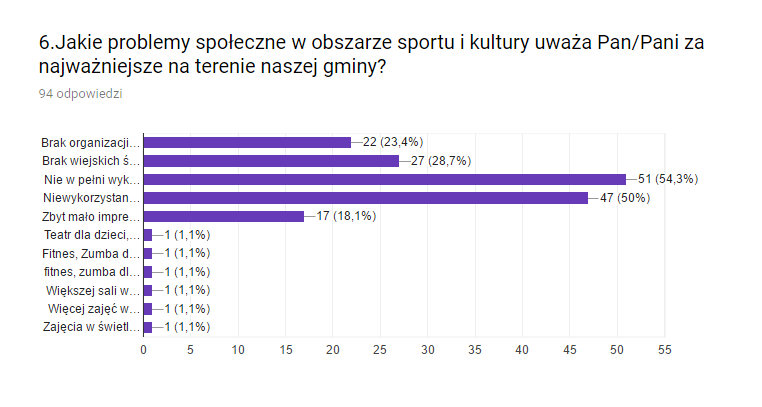 6.Jakie problemy społeczne w obszarze sportu i kultury uważa Pan/Pani za
najważniejsze na terenie naszej gminy?
94 odpowiedzi
Brak organizacji… 22 (23,4%)
Brak wiejskich ś… 27 (28,7%)
Nie w pełni wyk… 51 (54,3%)
Niewykorzystan… 47 (50%)
Zbyt mało impre… 17 (18,1%)
Teatr dla dzieci,… 1 (1,1%)
Fitnes, Zumba d… 1 (1,1%)
fitnes, zumba dl… 1 (1,1%)
Większej sali w… 1 (1,1%)
Więcej zajęć w… 1 (1,1%)
Zajęcia w świetl… 1 (1,1%)
0 5 10 15 20 25 30 35 40 45 50 55